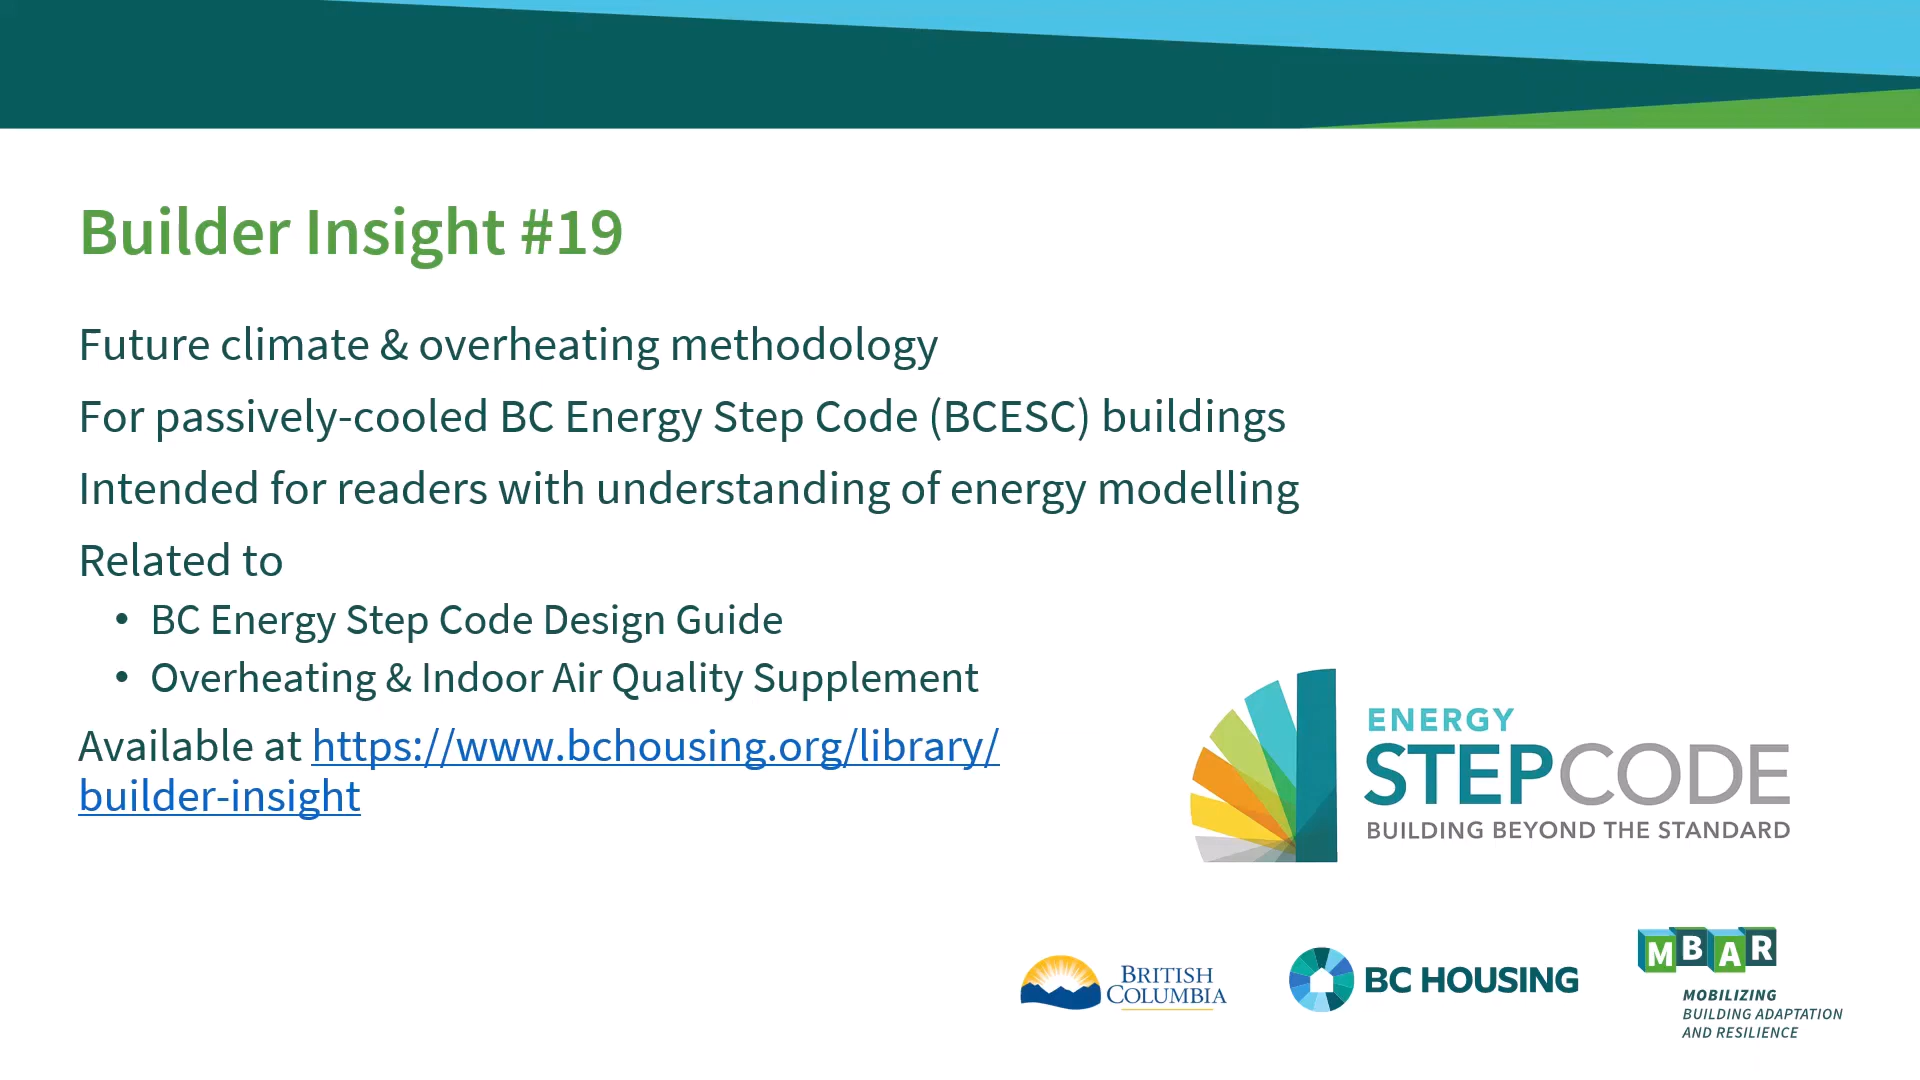 Builder Insight #19
Future climate & overheating methodology
For passively-cooled BC Energy Step Code (BCESC) buildings
Intended for readers with understanding of energy modelling
Related to
• BC Energy Step Code Design Guide
• Overheating & Indoor Air Quality Supplement
Available at https://www.bchousing.org/library/
builder-insight
ENERGY
STEPCODE
BUILDING BEYOND THE STANDARD
BRITISH
COLUMBIA
BC HOUSING
MBAR
MOBILIZING
BUILDING ADAPTATION
AND RESILIENCE